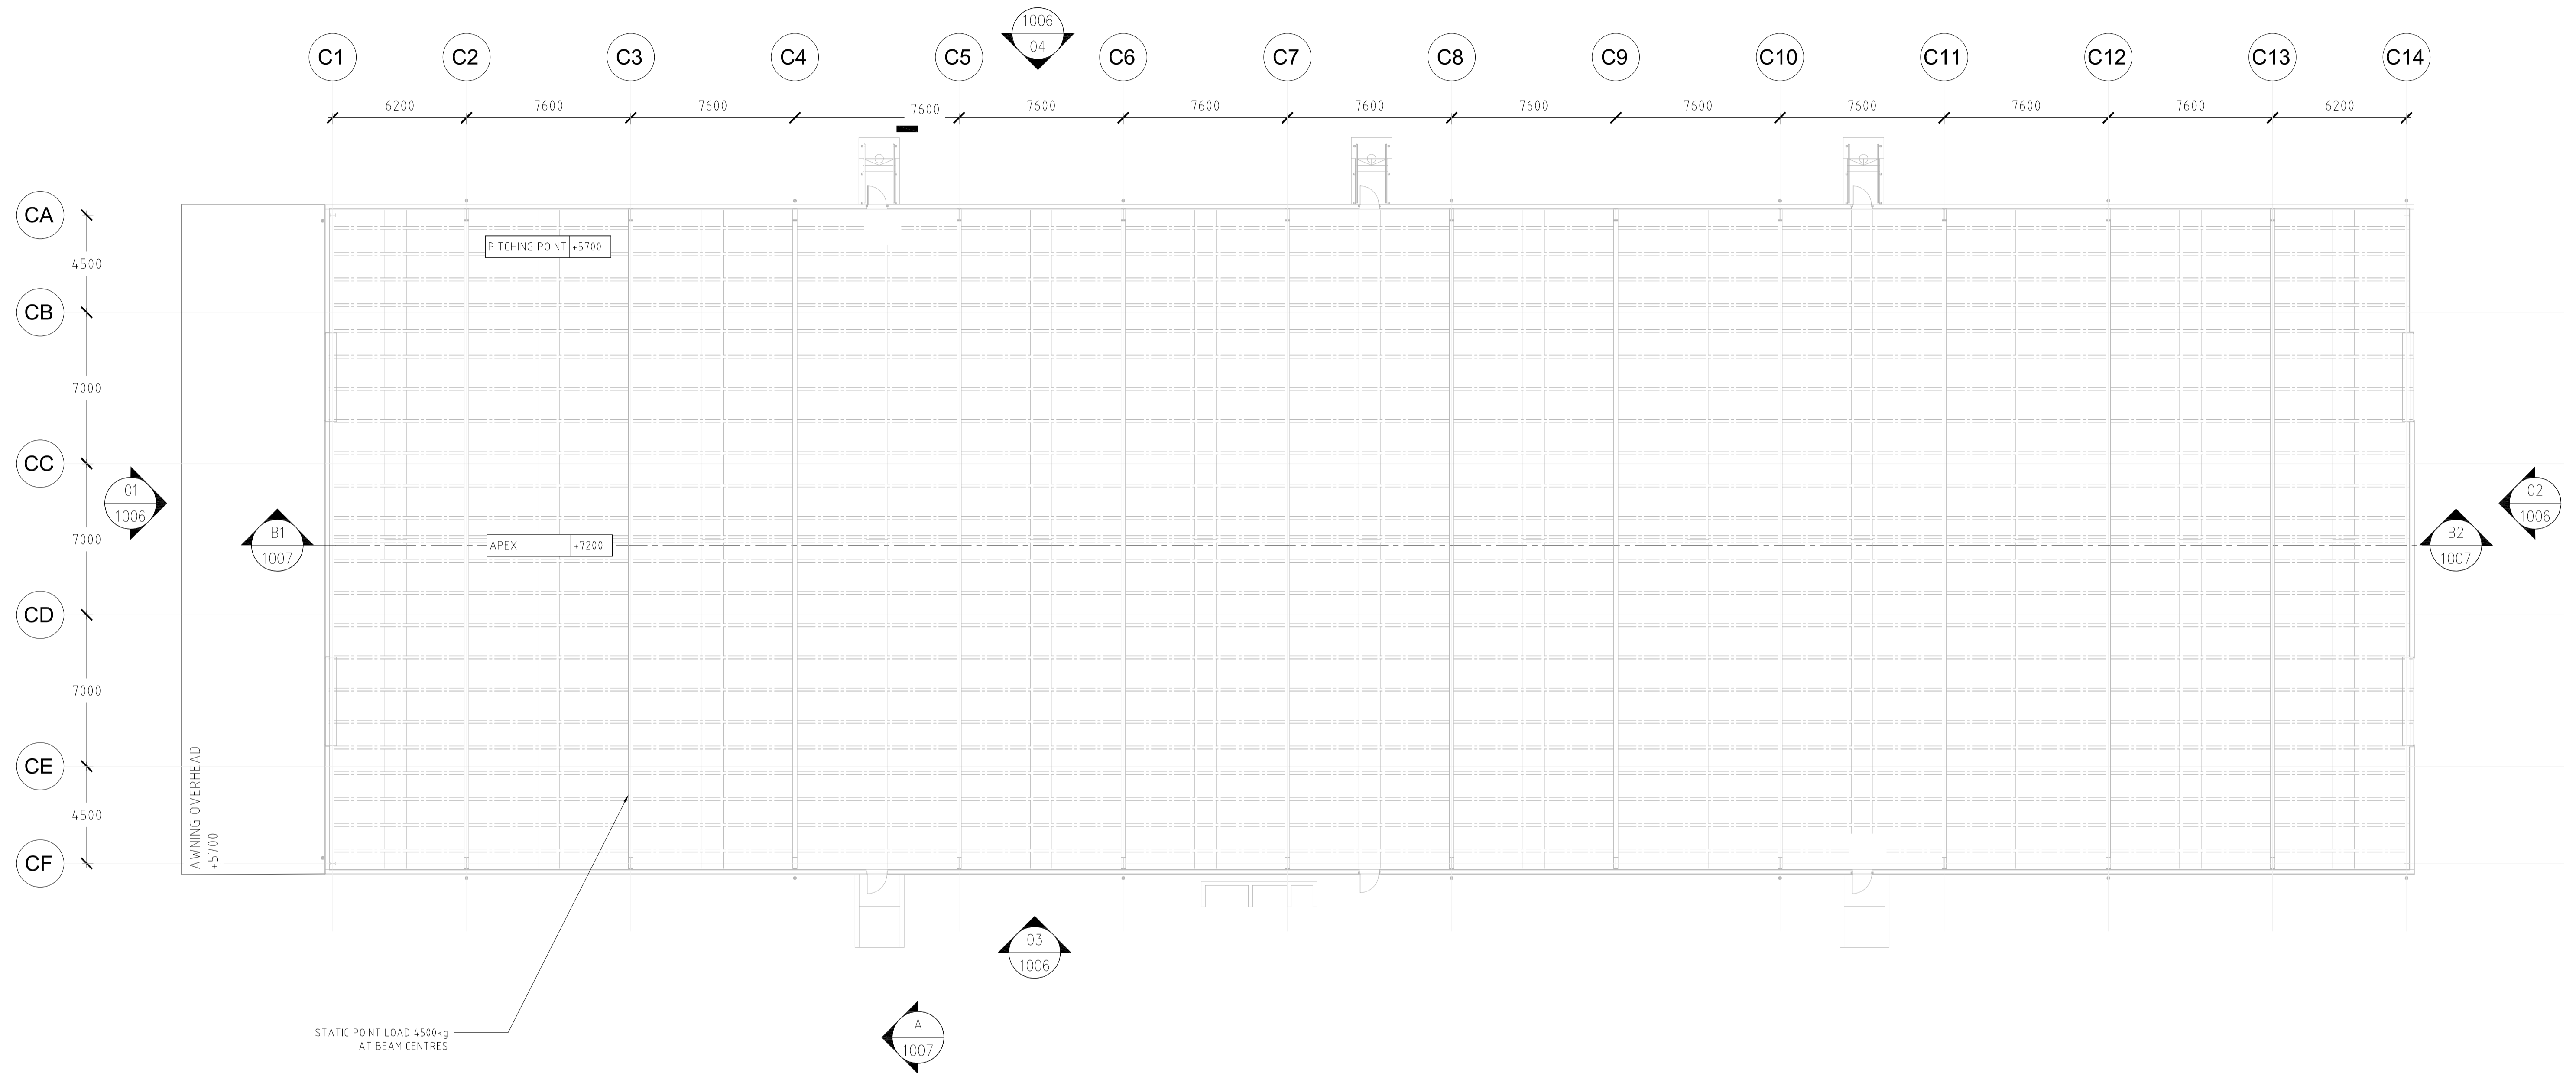 1006
04
C1 C2 C3 C4 C5 C6 C7 C8 C9 C10 C11 C12 C13 C14
6200 7600 7600 7600 7600 7600 7600 7600 7600 7600 7600 7600 6200
CA
PITCHING POINT +5700
4500
CB
7000
CC
01
1006
02
1006
B1
1007
7000
APEX +7200
B2
1007
CD
7000
CE
AWNING OVERHEAD
+5700
4500
CF
03
1006
STATIC POINT LOAD 4500kg
AT BEAM CENTRES
A
1007